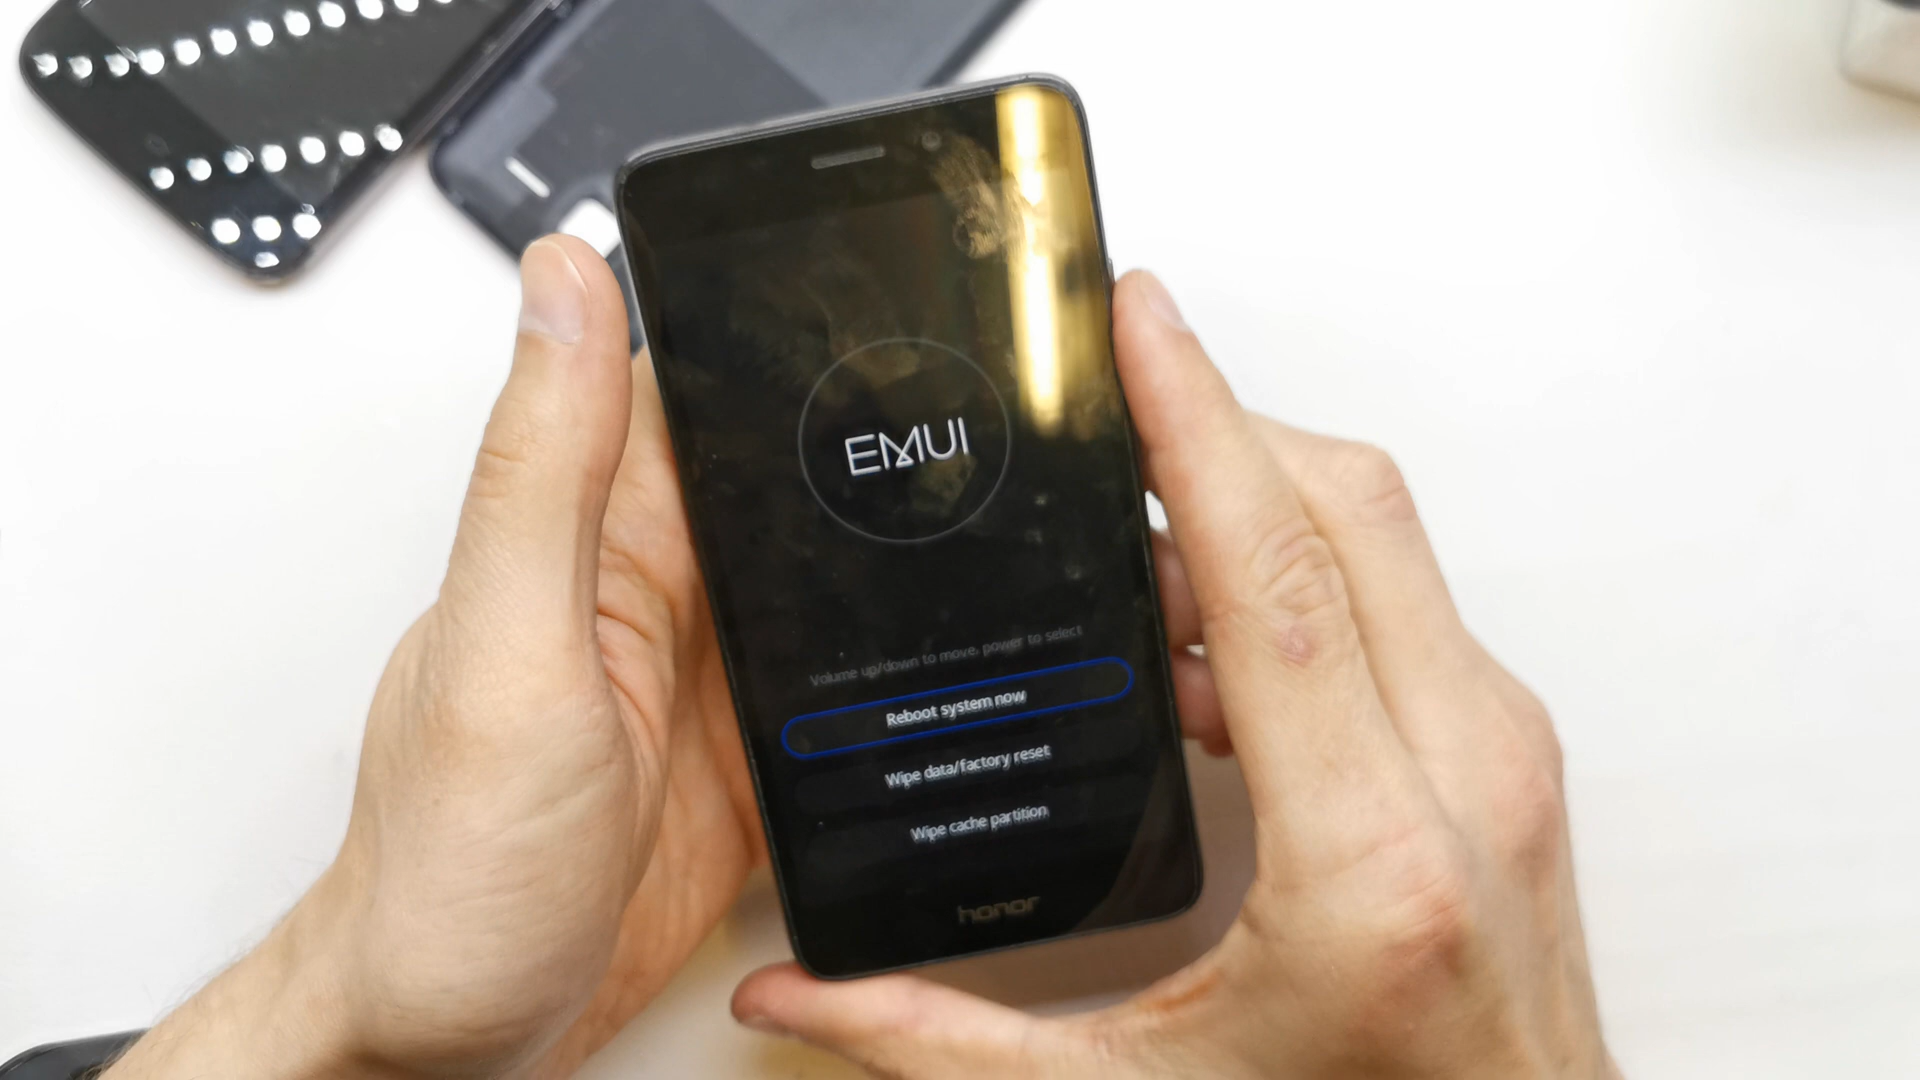 EMUI
Volume up/down to move, power to select
Reboot system now
Wipe data/factory reset
Wipe cache partition
honor